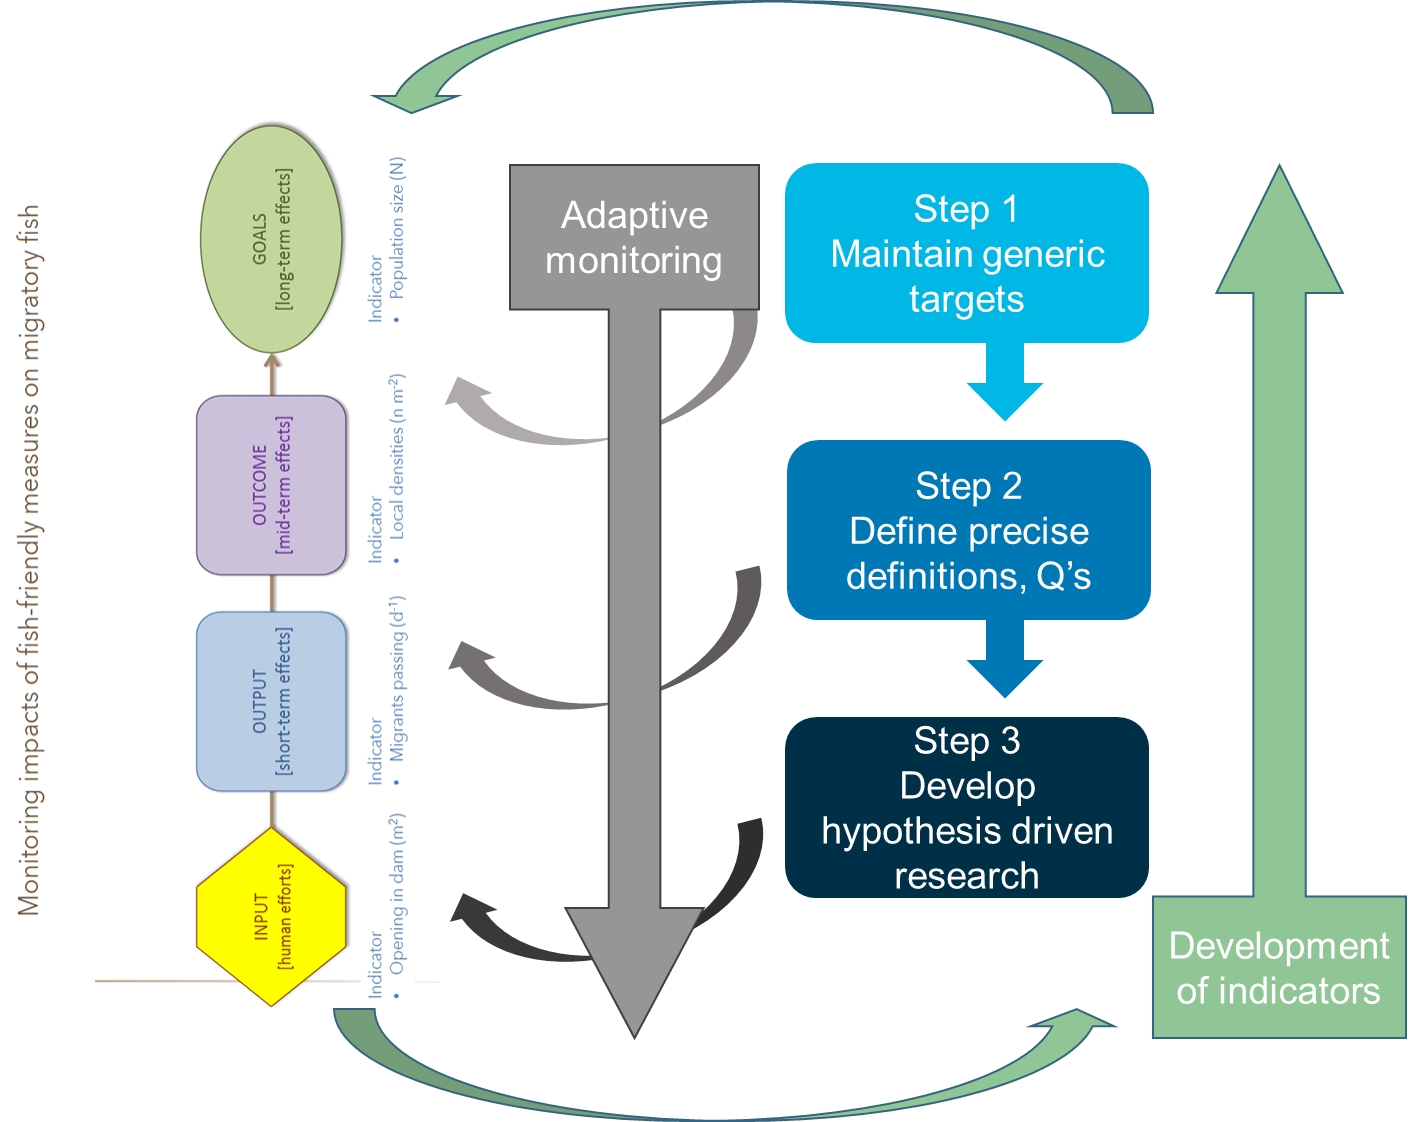 Monitoring impacts of fish-friendly measures on migratory fish
GOALS
[long-term effects]
Indicator
• Population size (N)
OUTCOME
[mid-term effects]
Indicator
• Local densities (n m⁻²)
OUTPUT
[short-term effects]
Indicator
• Migrants passing (d⁻¹)
INPUT
[human efforts]
Indicator
• Opening in dam (m²)
Adaptive
monitoring
Step 1
Maintain generic
targets
Step 2
Define precise
definitions, Q’s
Step 3
Develop
hypothesis driven
research
Development
of indicators